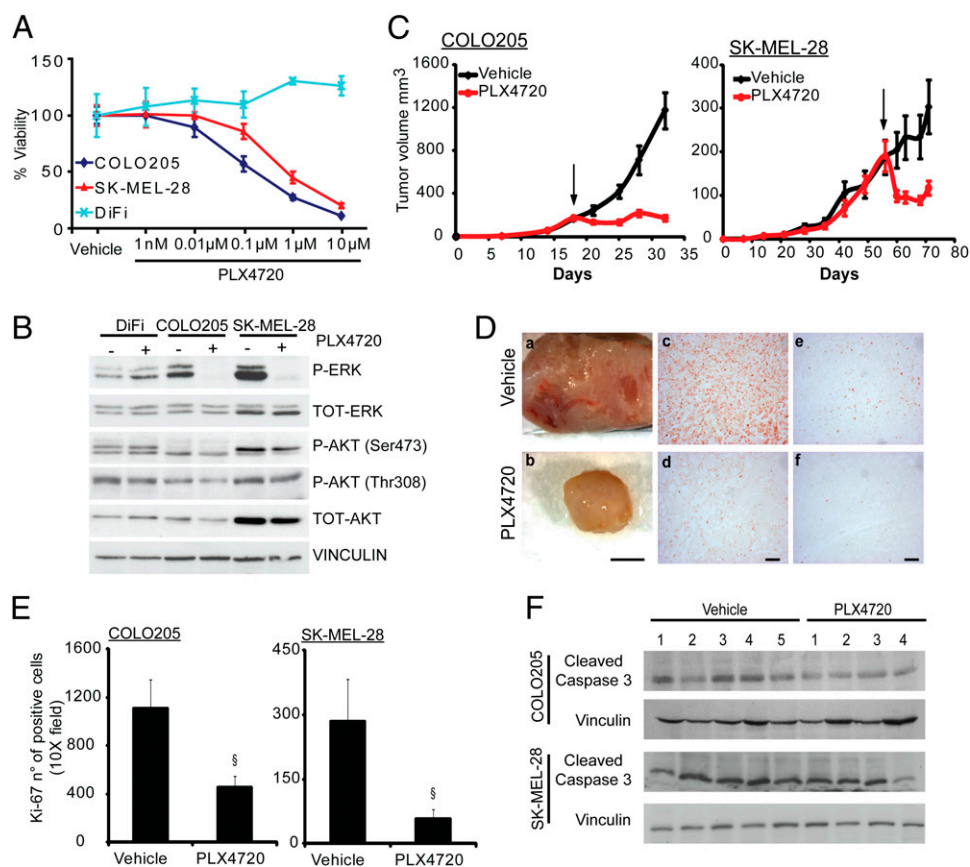 A
150
100
50
0
% Viability
COLO205
SK-MEL-28
DiFi
Vehicle
1nM 0.01µM 0.1µM 1µM 10µM
PLX4720
B
DiFi COLO205 SK-MEL-28
- + - + - + PLX4720
P-ERK
TOT-ERK
P-AKT (Ser473)
P-AKT (Thr308)
TOT-AKT
VINCULIN
C
COLO205
Vehicle
PLX4720
Tumor volume mm3
1600
1200
800
400
0
0 5 10 15 20 25 30 35
Days
SK-MEL-28
Vehicle
PLX4720
400
300
200
100
0
0 10 20 30 40 50 60 70 80
Days
D
Vehicle
a c e
PLX4720
b d f
E
COLO205
Ki-67 n° of positive cells
(10X field)
1600
1200
800
400
0
§
Vehicle PLX4720
SK-MEL-28
450
300
150
0
§
Vehicle PLX4720
F
Vehicle PLX4720
1 2 3 4 5 1 2 3 4
COLO205
Cleaved
Caspase 3
Vinculin
SK-MEL-28
Cleaved
Caspase 3
Vinculin